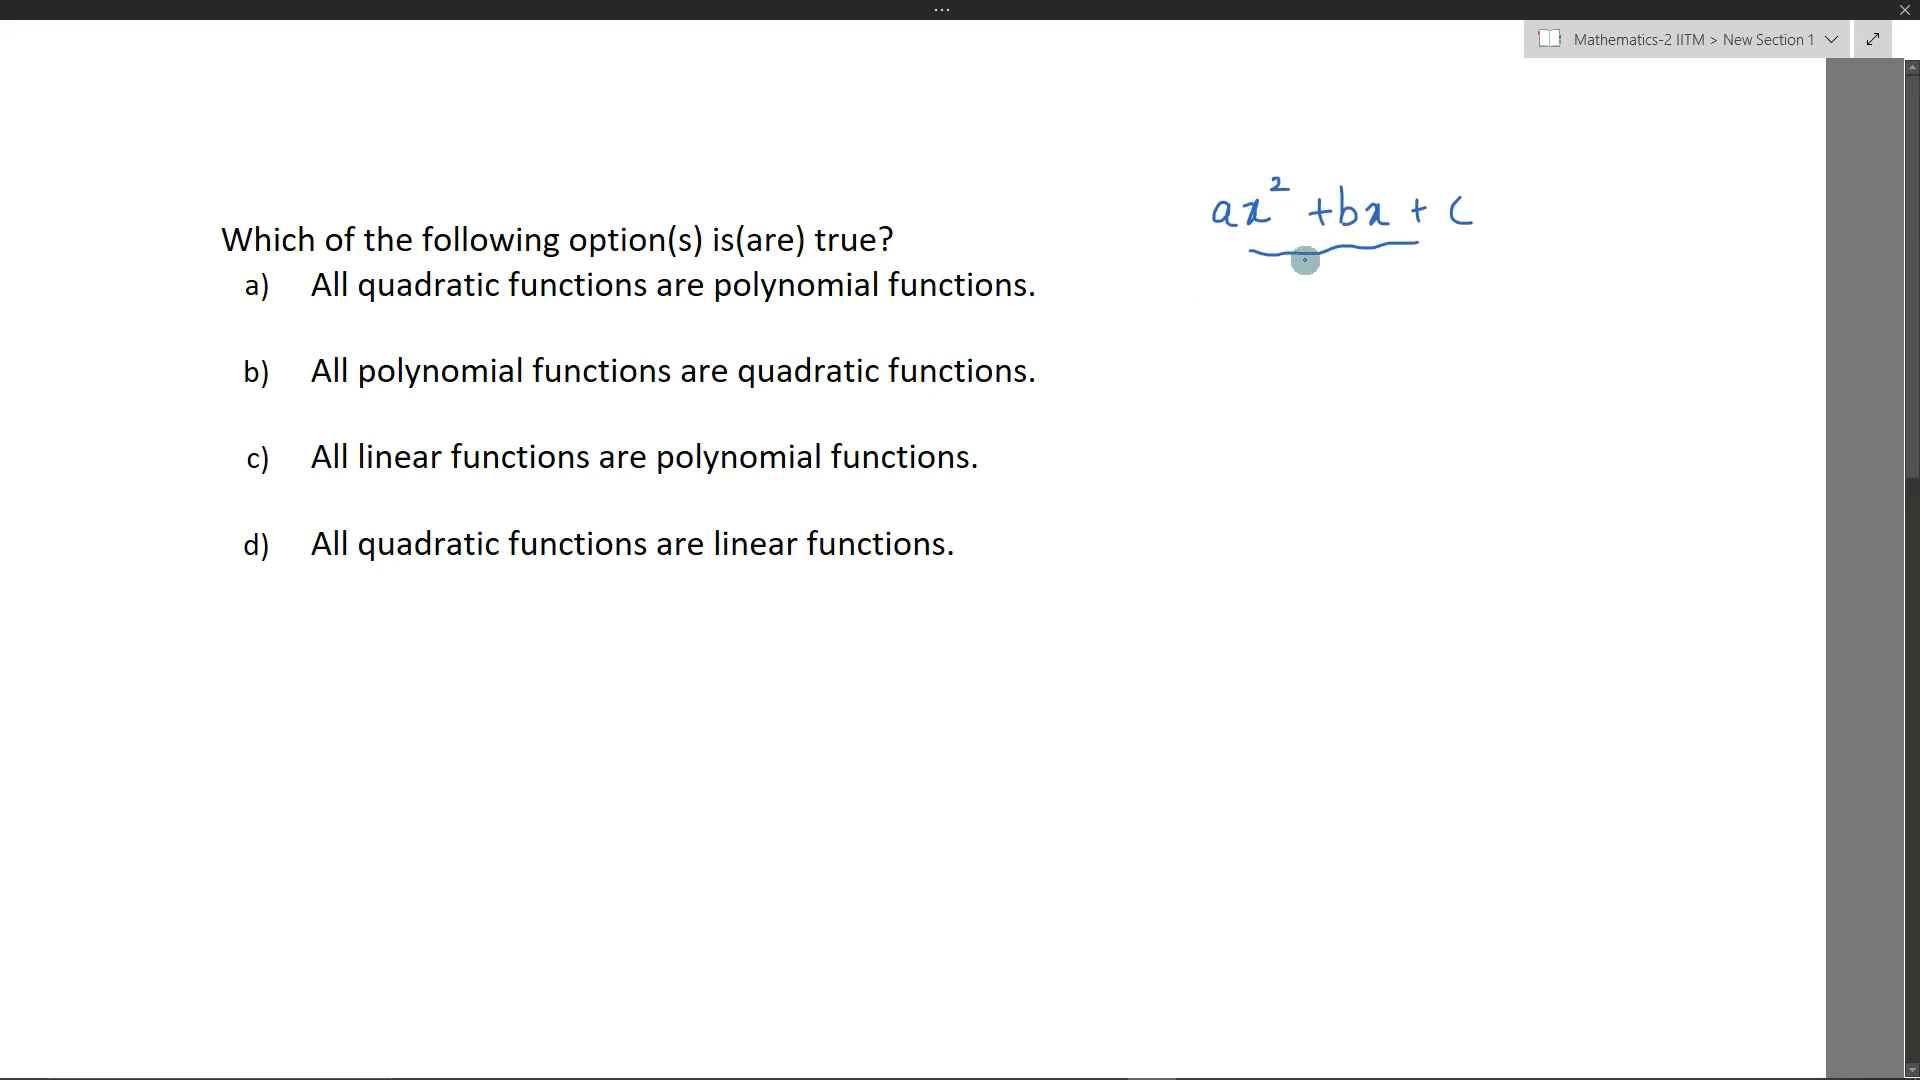 Mathematics-2 IITM > New Section 1
ax² + bx + c
Which of the following option(s) is(are) true?
a) All quadratic functions are polynomial functions.
b) All polynomial functions are quadratic functions.
c) All linear functions are polynomial functions.
d) All quadratic functions are linear functions.